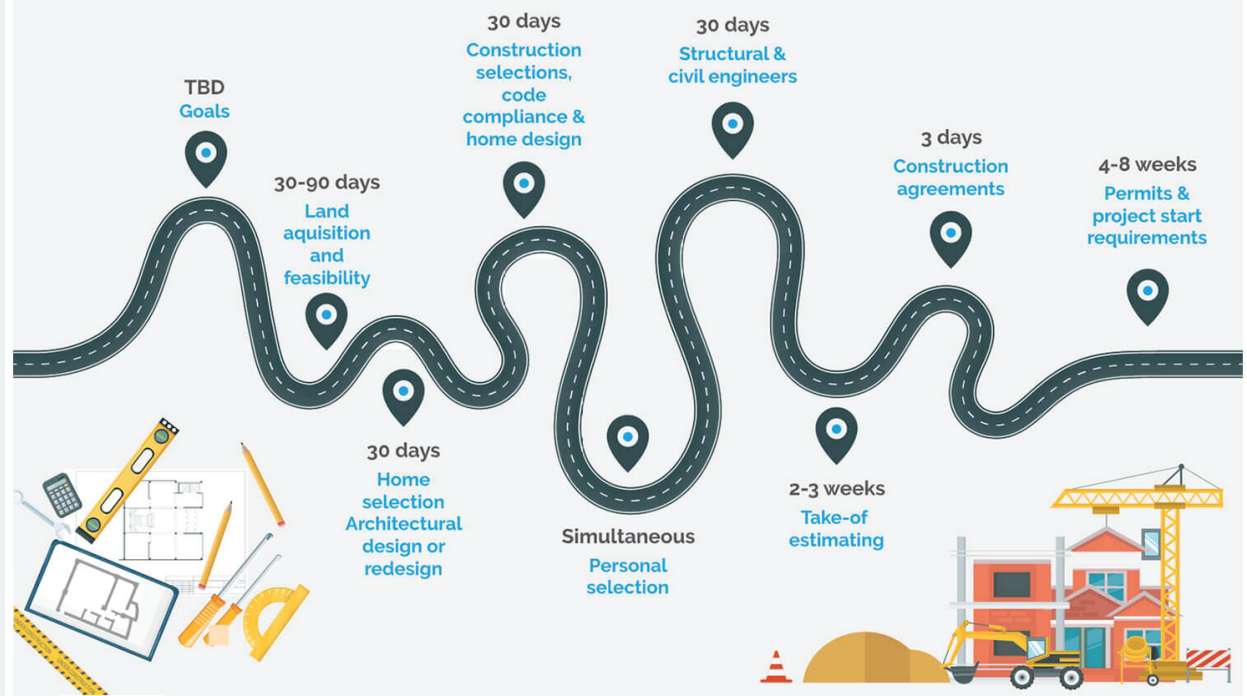 TBD
Goals
30-90 days
Land
aquisition
and
feasibility
30 days
Home
selection
Architectural
design or
redesign
30 days
Construction
selections,
code
compliance &
home design
Simultaneous
Personal
selection
30 days
Structural &
civil engineers
2-3 weeks
Take-of
estimating
3 days
Construction
agreements
4-8 weeks
Permits &
project start
requirements